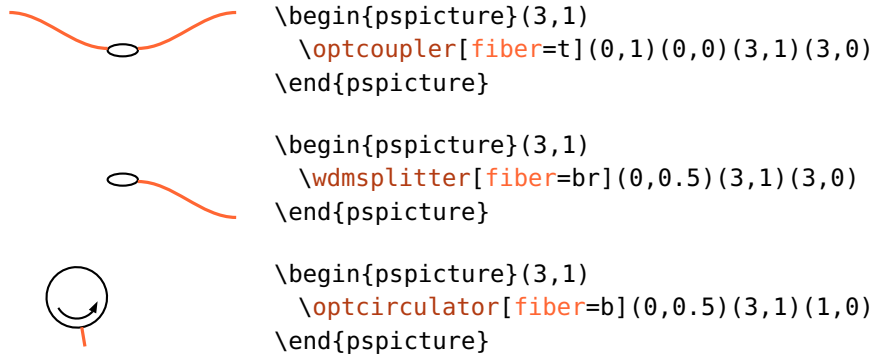 \begin{pspicture}(3,1)
  \optcoupler[fiber=t](0,1)(0,0)(3,1)(3,0)
\end{pspicture}
\begin{pspicture}(3,1)
  \wdmsplitter[fiber=br](0,0.5)(3,1)(3,0)
\end{pspicture}
\begin{pspicture}(3,1)
  \optcirculator[fiber=b](0,0.5)(3,1)(1,0)
\end{pspicture}